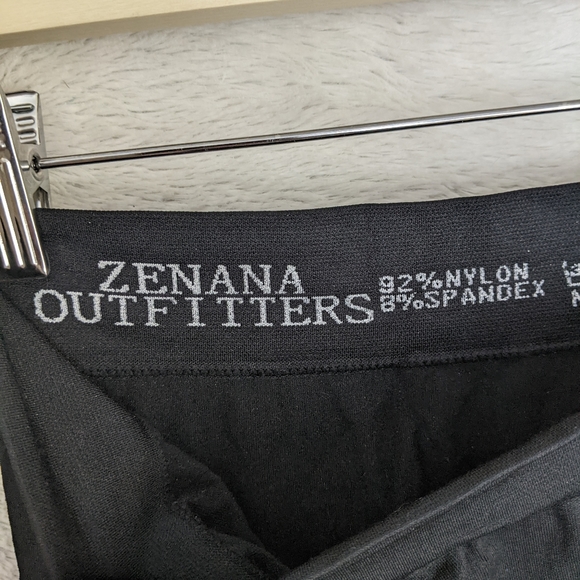 ZENANA
OUTFITTERS
92%NYLON
8%SPANDEX